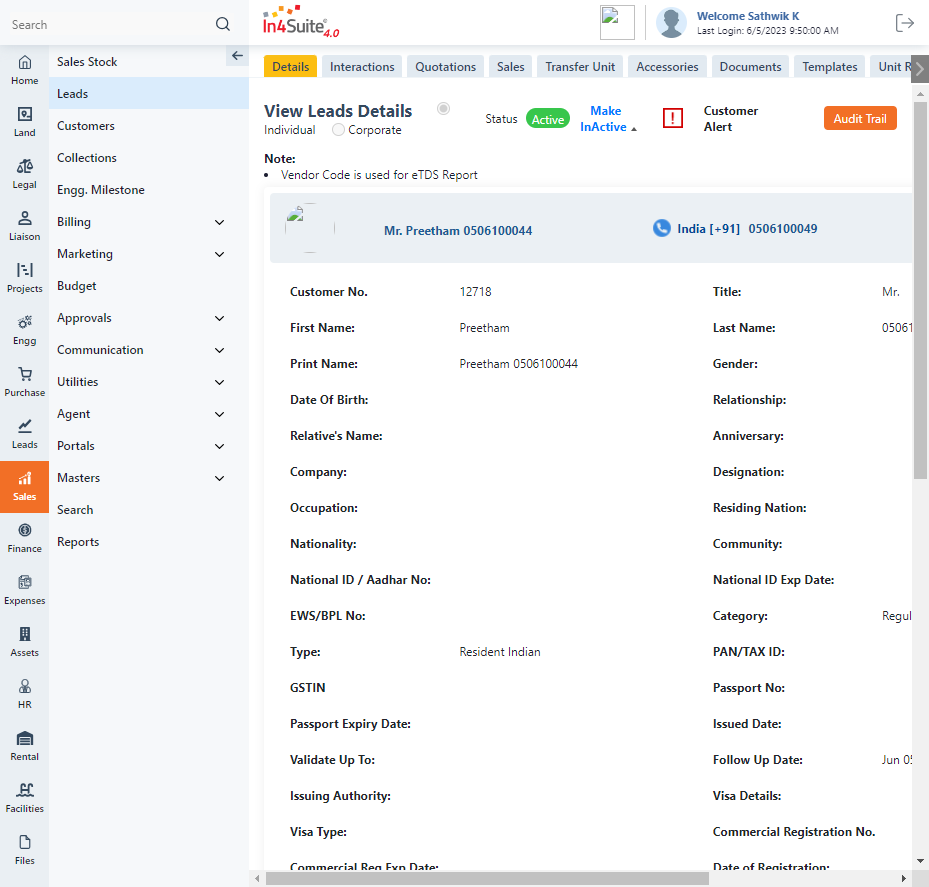 Search
In4Suite® 4.0
Welcome Sathwik K
Last Login: 6/5/2023 9:50:00 AM
Home
Land
Legal
Liaison
Projects
Engg
Purchase
Leads
Sales
Finance
Expenses
Assets
HR
Rental
Facilities
Files
Sales Stock
Leads
Customers
Collections
Engg. Milestone
Billing
Marketing
Budget
Approvals
Communication
Utilities
Agent
Portals
Masters
Search
Reports
Details Interactions Quotations Sales Transfer Unit Accessories Documents Templates Unit R
View Leads Details
Individual Corporate
Status Active Make InActive
Customer Alert
Audit Trail
Note:
• Vendor Code is used for eTDS Report
Mr. Preetham 0506100044 India [+91] 0506100049
Customer No. 12718 Title: Mr.
First Name: Preetham Last Name: 05061
Print Name: Preetham 0506100044 Gender:
Date Of Birth: Relationship:
Relative's Name: Anniversary:
Company: Designation:
Occupation: Residing Nation:
Nationality: Community:
National ID / Aadhar No: National ID Exp Date:
EWS/BPL No: Category: Regul
Type: Resident Indian PAN/TAX ID:
GSTIN Passport No:
Passport Expiry Date: Issued Date:
Validate Up To: Follow Up Date: Jun 05
Issuing Authority: Visa Details:
Visa Type: Commercial Registration No.
Commercial Reg Exp Date: Date of Registration: